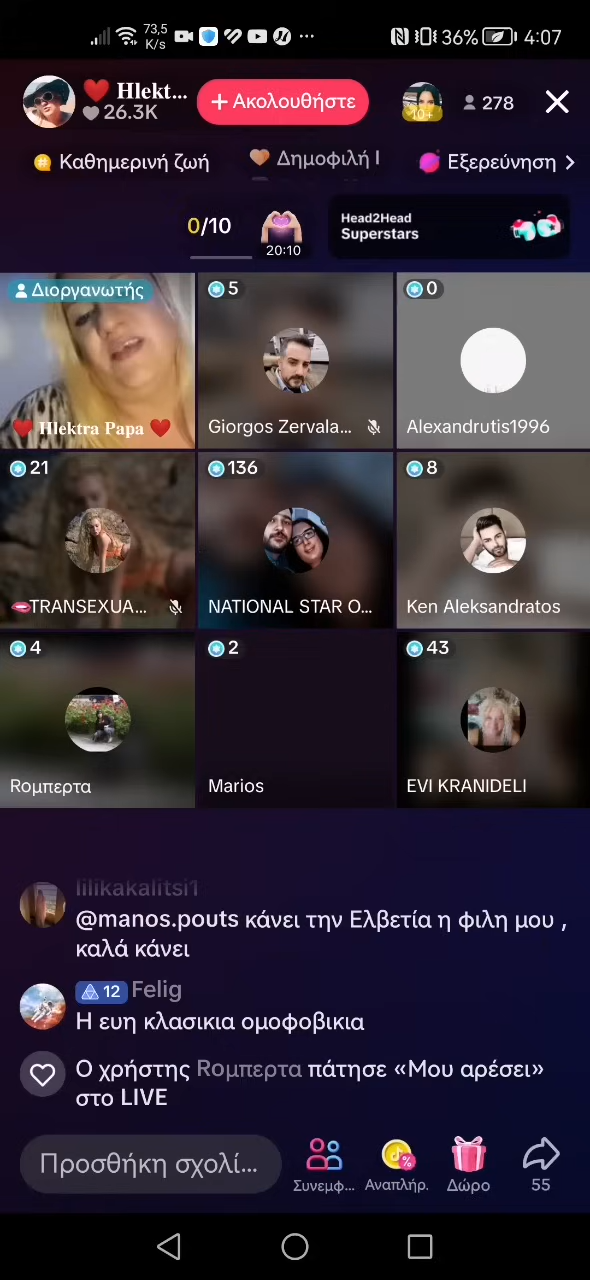 73,5
K/s
36%
4:07
❤️ Hlekt...
26.3K
+ Ακολουθήστε
10+
278
Καθημερινή ζωή
Δημοφιλή
Εξερεύνηση
0/10
20:10
Head2Head
Superstars
Διοργανωτής
5
0
❤️ Hlektra Papa ❤️
Giorgos Zervala...
Alexandrutis1996
21
136
8
TRANSEXUA...
NATIONAL STAR O...
Ken Aleksandratos
4
2
43
Ρομπερτα
Marios
EVI KRANIDELI
lilikakalitsi1
@manos.pouts κάνει την Ελβετία η φιλη μου ,
καλά κάνει
12 Felig
Η ευη κλασικια ομοφοβικια
Ο χρήστης Ρομπερτα πάτησε «Μου αρέσει»
στο LIVE
Προσθήκη σχολί...
Συνεμφ...
Αναπλήρ.
Δώρο
55